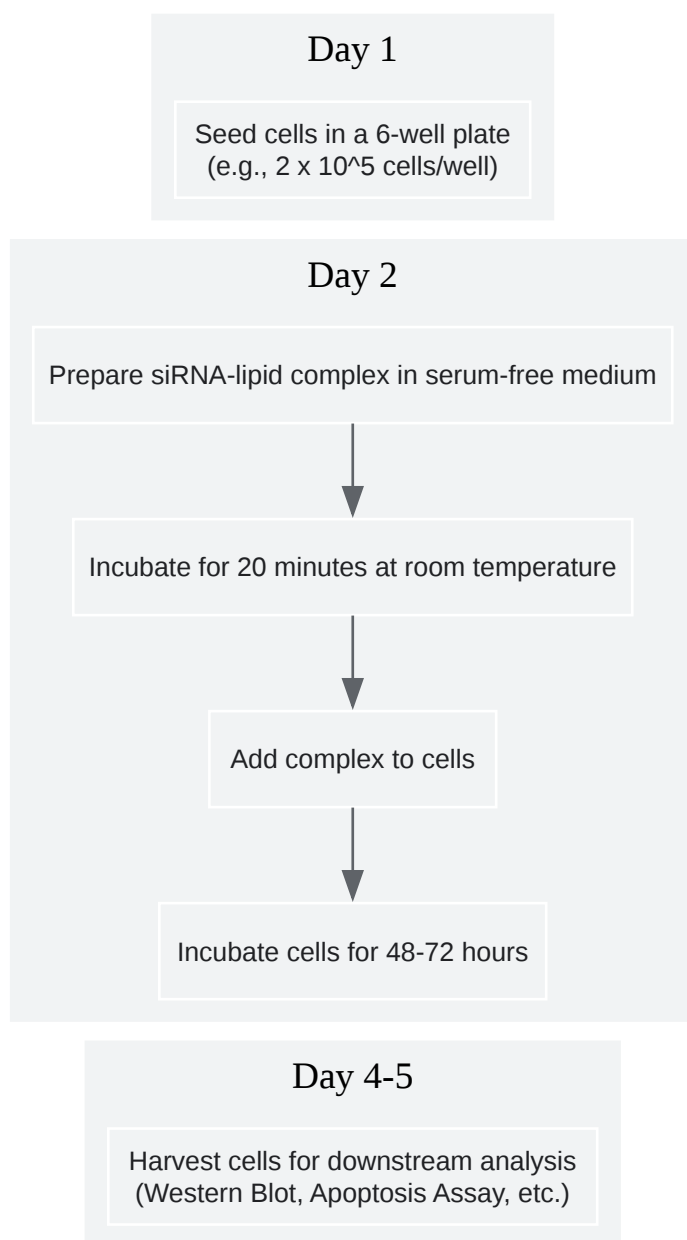 Day 1
Seed cells in a 6-well plate
(e.g., 2 x 10^5 cells/well)
Day 2
Prepare siRNA-lipid complex in serum-free medium
Incubate for 20 minutes at room temperature
Add complex to cells
Incubate cells for 48-72 hours
Day 4-5
Harvest cells for downstream analysis
(Western Blot, Apoptosis Assay, etc.)